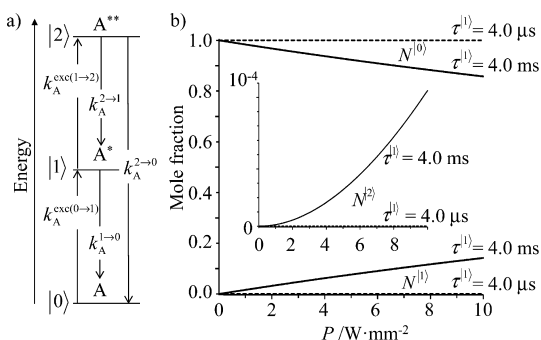 a)
Energy
|2⟩
A**
k_A^exc(1→2)
k_A^2→1
|1⟩
A*
k_A^2→0
k_A^exc(0→1)
k_A^1→0
A
|0⟩
b)
Mole fraction
1.0
0.8
0.6
0.4
0.2
0.0
τ^|1⟩ = 4.0 μs
N^|0⟩
τ^|1⟩ = 4.0 ms
10^-4
τ^|1⟩ = 4.0 ms
N^|2⟩
τ^|1⟩ = 4.0 μs
0 2 4 6 8
τ^|1⟩ = 4.0 ms
N^|1⟩
τ^|1⟩ = 4.0 μs
0 2 4 6 8 10
P /W·mm^-2